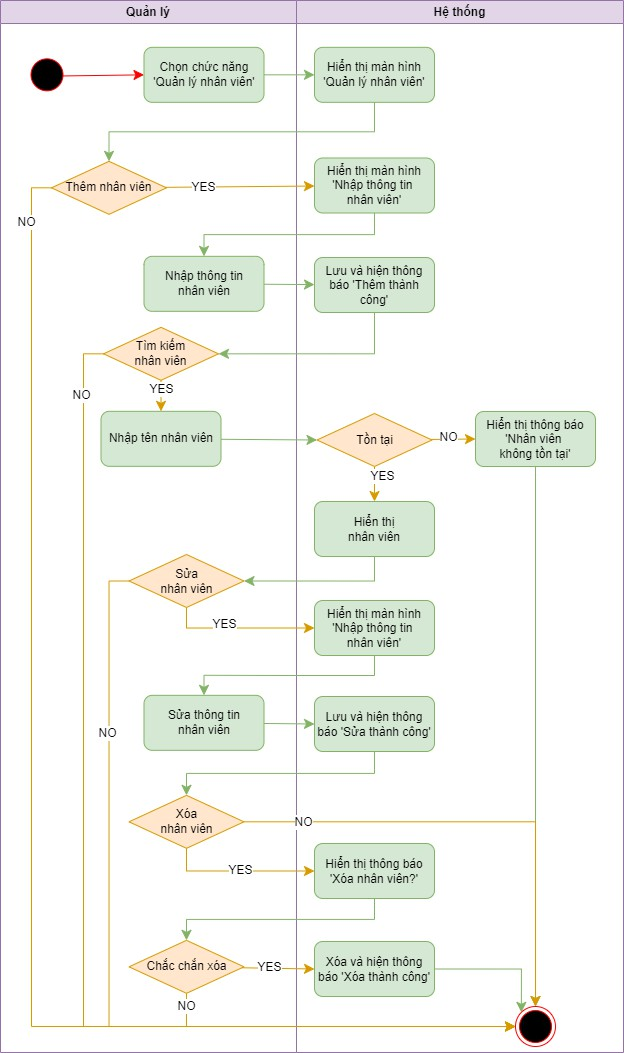 Quản lý
Hệ thống
Chọn chức năng
'Quản lý nhân viên'
Hiển thị màn hình
'Quản lý nhân viên'
Thêm nhân viên
YES
NO
Hiển thị màn hình
'Nhập thông tin
nhân viên'
Nhập thông tin
nhân viên
Lưu và hiện thông
báo 'Thêm thành
công'
Tìm kiếm
nhân viên
NO
YES
Nhập tên nhân viên
Tồn tại
NO
Hiển thị thông báo
'Nhân viên
không tồn tại'
YES
Hiển thị
nhân viên
Sửa
nhân viên
YES
Hiển thị màn hình
'Nhập thông tin
nhân viên'
NO
Sửa thông tin
nhân viên
Lưu và hiện thông
báo 'Sửa thành công'
Xóa
nhân viên
NO
YES
Hiển thị thông báo
'Xóa nhân viên?'
Chắc chắn xóa
YES
NO
Xóa và hiện thông
báo 'Xóa thành công'